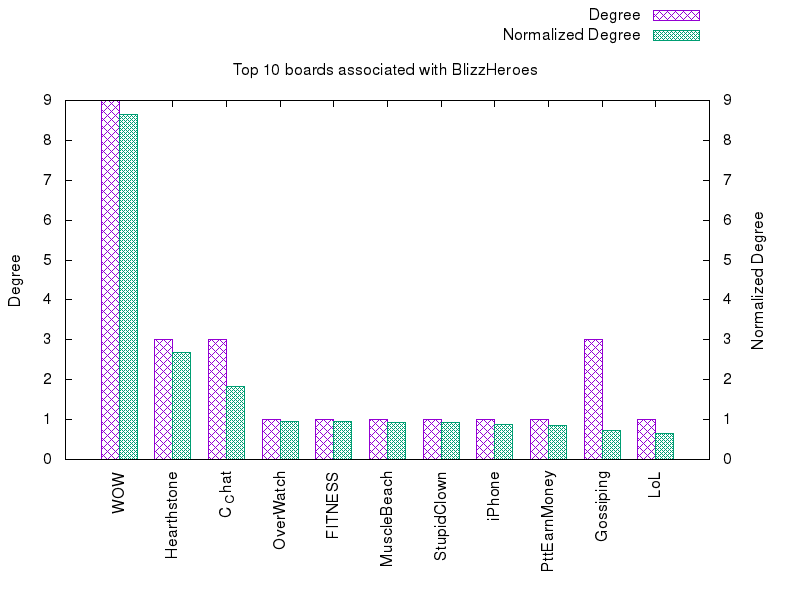 Degree
Normalized Degree
Top 10 boards associated with BlizzHeroes
9
8
7
6
5
4
3
2
1
0
Degree
9
8
7
6
5
4
3
2
1
0
Normalized Degree
WOW
Hearthstone
C Chat
OverWatch
FITNESS
MuscleBeach
StupidClown
iPhone
PttEarnMoney
Gossiping
LoL